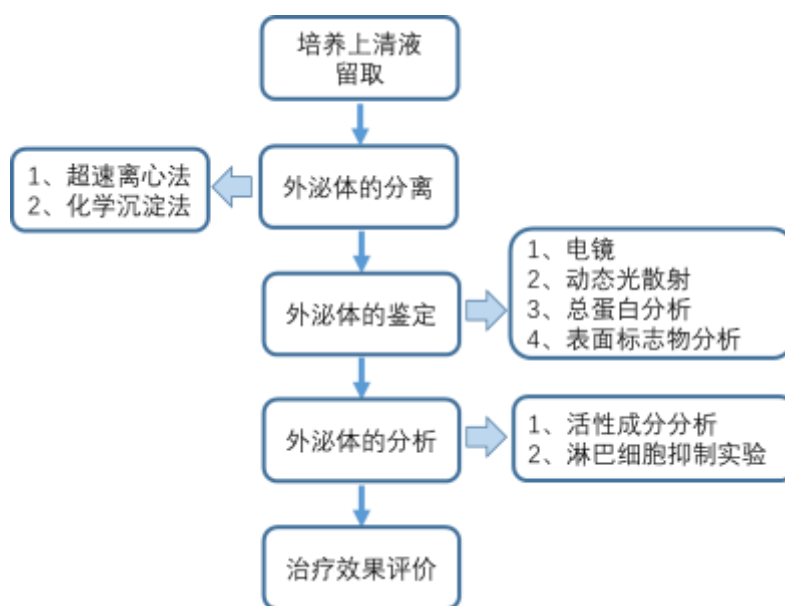 培养上清液
留取
1、超速离心法
2、化学沉淀法
外泌体的分离
外泌体的鉴定
1、电镜
2、动态光散射
3、总蛋白分析
4、表面标志物分析
外泌体的分析
1、活性成分分析
2、淋巴细胞抑制实验
治疗效果评价